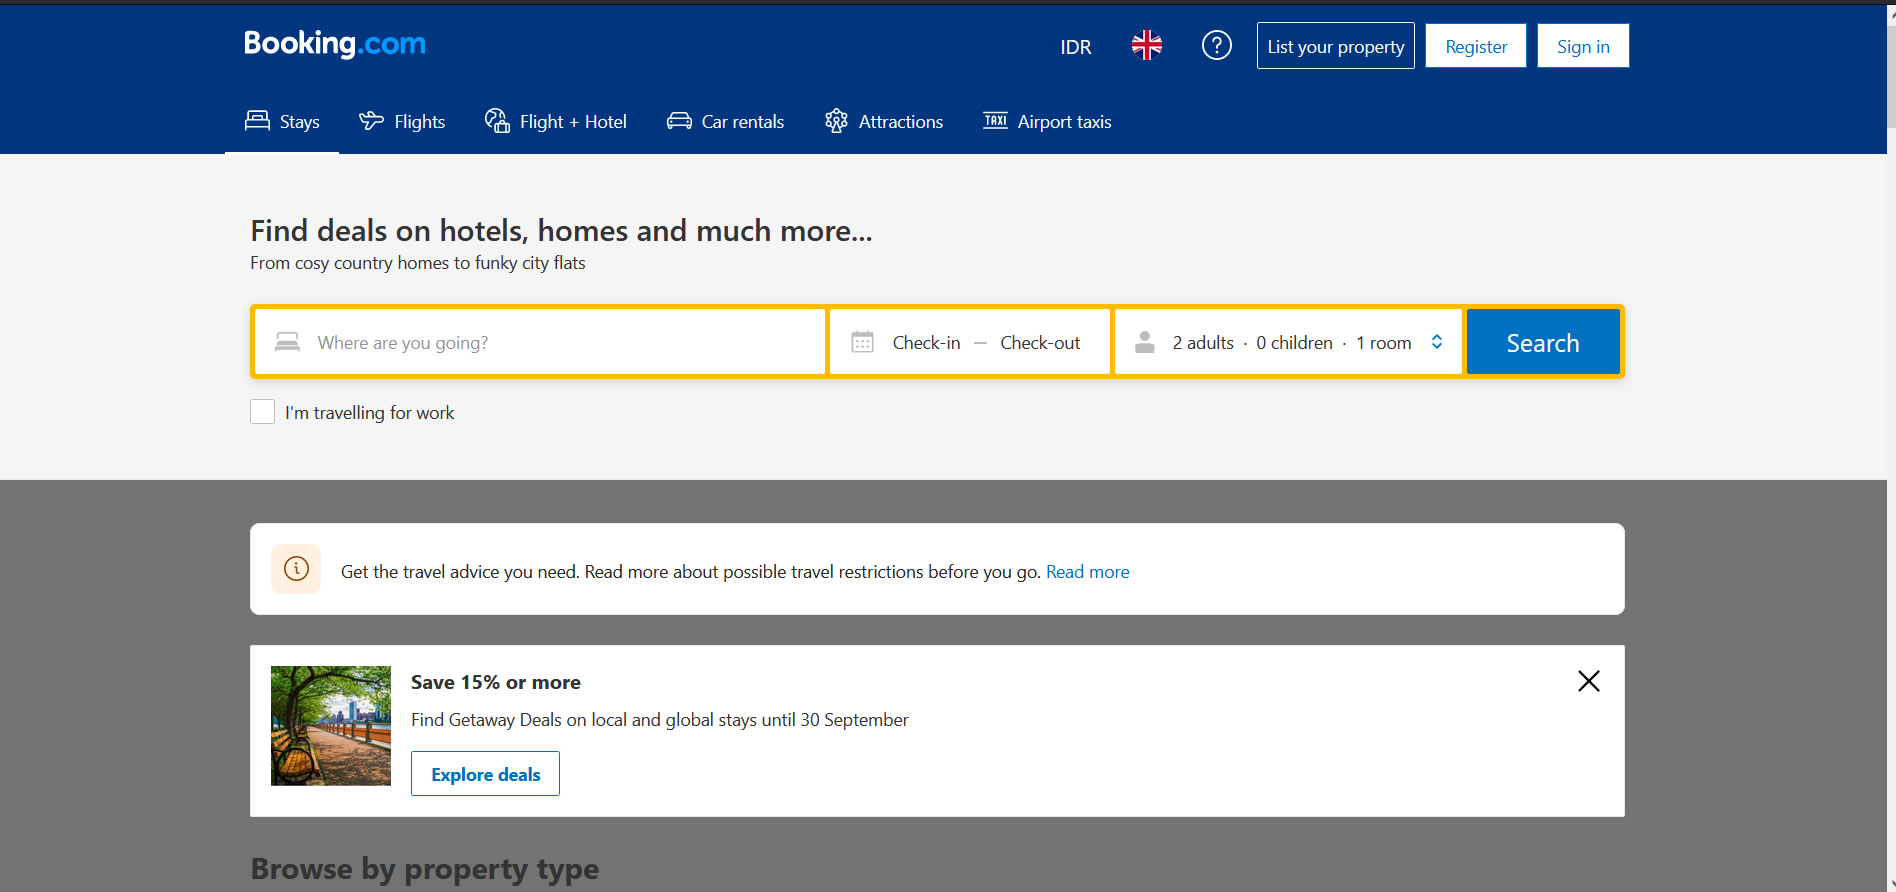 Booking.com
IDR
?
List your property
Register
Sign in
Stays
Flights
Flight + Hotel
Car rentals
Attractions
TAXI
Airport taxis
Find deals on hotels, homes and much more...
From cosy country homes to funky city flats
Where are you going?
Check-in — Check-out
2 adults · 0 children · 1 room
Search
I'm travelling for work
Get the travel advice you need. Read more about possible travel restrictions before you go. Read more
Save 15% or more
Find Getaway Deals on local and global stays until 30 September
Explore deals
Browse by property type